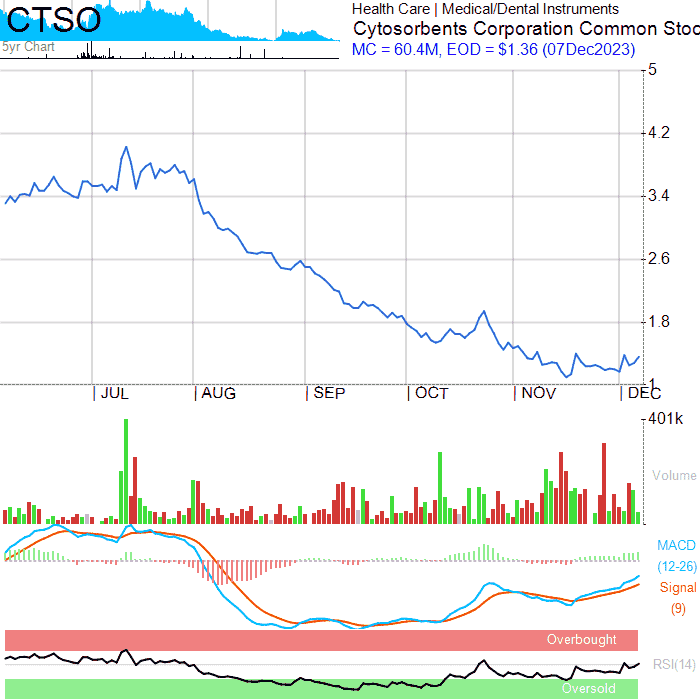 CTSO
5yr Chart
Health Care | Medical/Dental Instruments
Cytosorbents Corporation Common Stoc
MC = 60.4M, EOD = $1.36 (07Dec2023)
5
4.2
3.4
2.6
1.8
1
JUL AUG SEP OCT NOV DEC
401k
Volume
MACD
(12-26)
Signal
(9)
Overbought
RSI(14)
Oversold